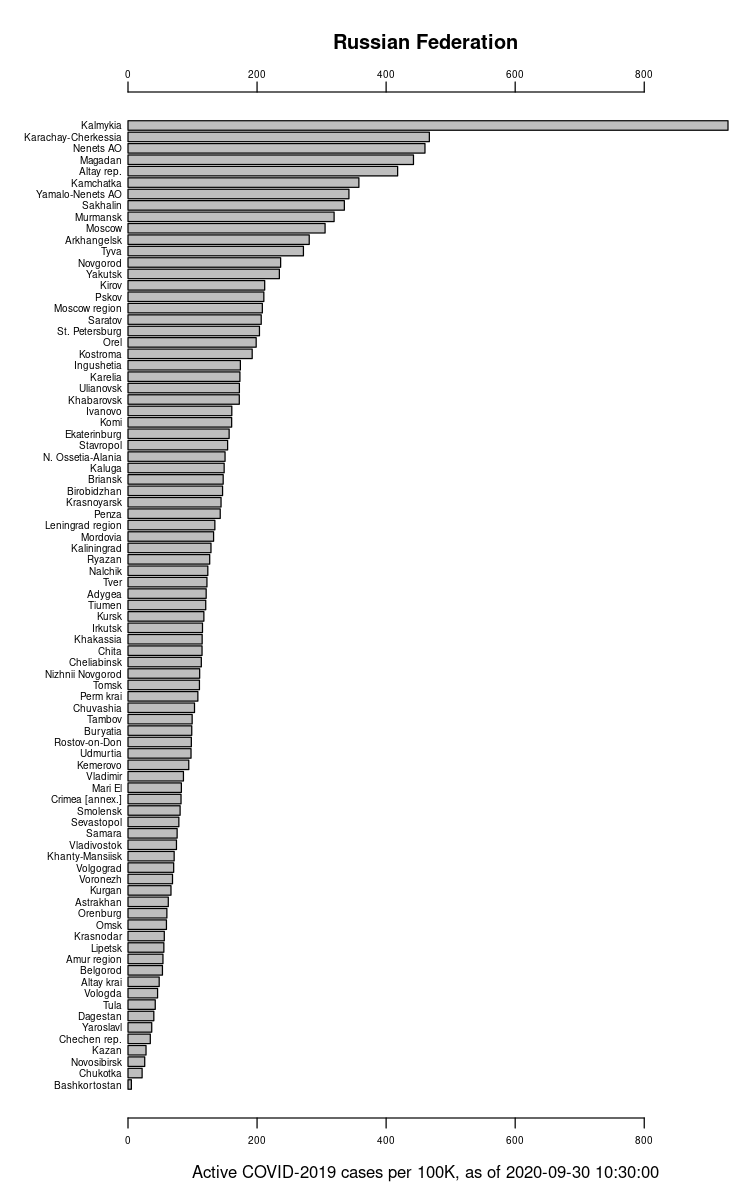 Russian Federation
0 200 400 600 800
Kalmykia
Karachay-Cherkessia
Nenets AO
Magadan
Altay rep.
Kamchatka
Yamalo-Nenets AO
Sakhalin
Murmansk
Moscow
Arkhangelsk
Tyva
Novgorod
Yakutsk
Kirov
Pskov
Moscow region
Saratov
St. Petersburg
Orel
Kostroma
Ingushetia
Karelia
Ulianovsk
Khabarovsk
Ivanovo
Komi
Ekaterinburg
Stavropol
N. Ossetia-Alania
Kaluga
Briansk
Birobidzhan
Krasnoyarsk
Penza
Leningrad region
Mordovia
Kaliningrad
Ryazan
Nalchik
Tver
Adygea
Tiumen
Kursk
Irkutsk
Khakassia
Chita
Cheliabinsk
Nizhnii Novgorod
Tomsk
Perm krai
Chuvashia
Tambov
Buryatia
Rostov-on-Don
Udmurtia
Kemerovo
Vladimir
Mari El
Crimea [annex.]
Smolensk
Sevastopol
Samara
Vladivostok
Khanty-Mansiisk
Volgograd
Voronezh
Kurgan
Astrakhan
Orenburg
Omsk
Krasnodar
Lipetsk
Amur region
Belgorod
Altay krai
Vologda
Tula
Dagestan
Yaroslavl
Chechen rep.
Kazan
Novosibirsk
Chukotka
Bashkortostan
0 200 400 600 800
Active COVID-2019 cases per 100K, as of 2020-09-30 10:30:00